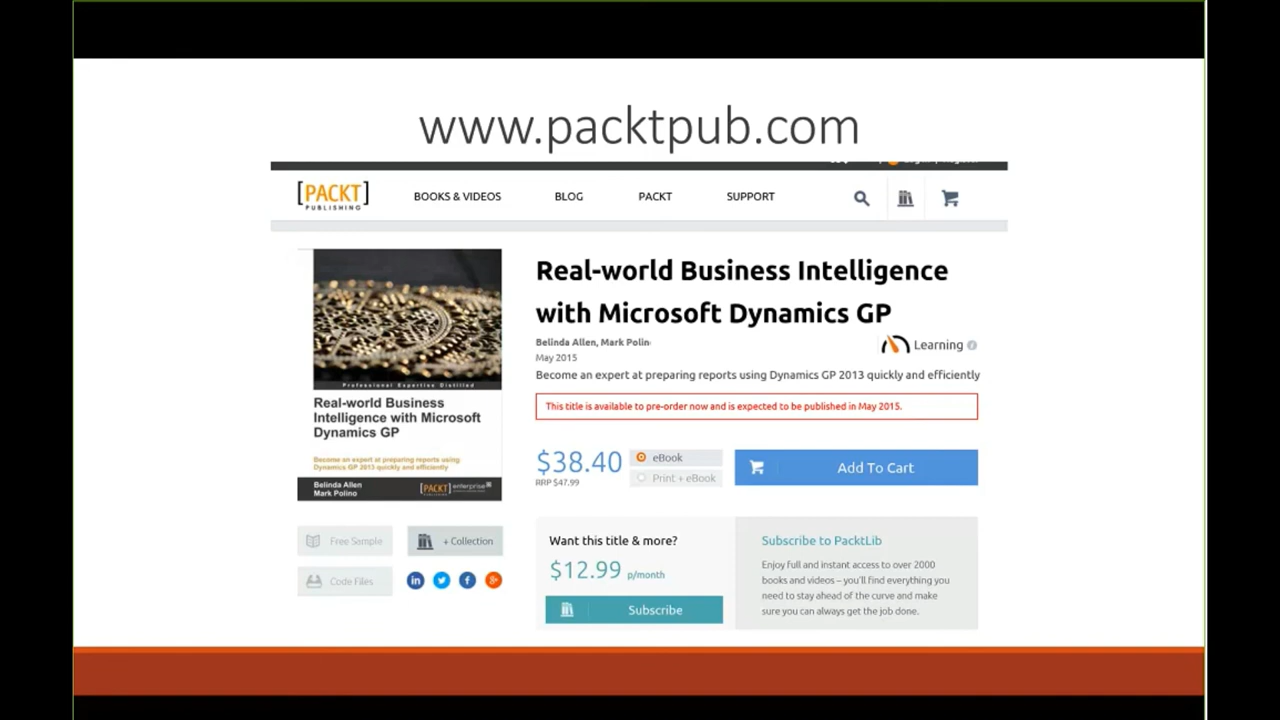 www.packtpub.com
[PACKT]
PUBLISHING
BOOKS & VIDEOS
BLOG
PACKT
SUPPORT
Real-world Business Intelligence
with Microsoft Dynamics GP
Belinda Allen, Mark Polino
May 2015
Learning
Become an expert at preparing reports using Dynamics GP 2013 quickly and efficiently
This title is available to pre-order now and is expected to be published in May 2015.
$38.40
RRP $47.99
eBook
Print + eBook
Add To Cart
Professional Expertise Distilled
Real-world Business
Intelligence with Microsoft
Dynamics GP
Become an expert at preparing reports using
Dynamics GP 2013 quickly and efficiently
Belinda Allen
Mark Polino
[PACKT] enterprise
Free Sample
+ Collection
Code Files
Want this title & more?
$12.99 p/month
Subscribe
Subscribe to PacktLib
Enjoy full and instant access to over 2000
books and videos – you'll find everything you
need to stay ahead of the curve and make
sure you can always get the job done.